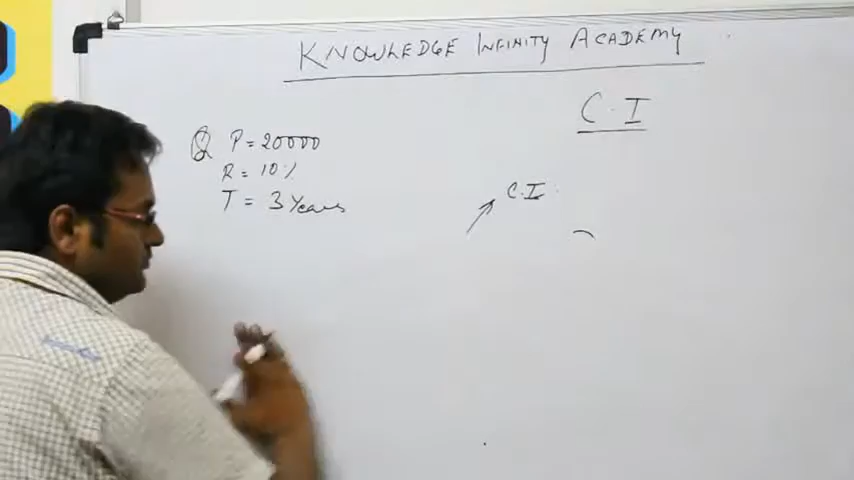 KNOWLEDGE INFINITY ACADEMY
C.I
Q P = 20000
R = 10%
T = 3 Years
C.I